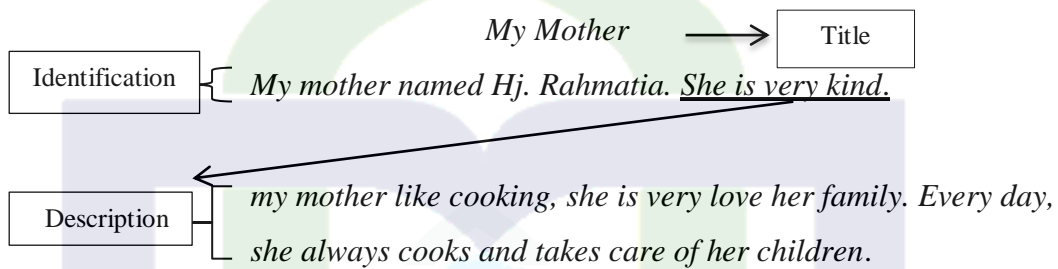 My Mother
Title
Identification
My mother named Hj. Rahmatia. She is very kind.
my mother like cooking, she is very love her family. Every day,
Description
she always cooks and takes care of her children.